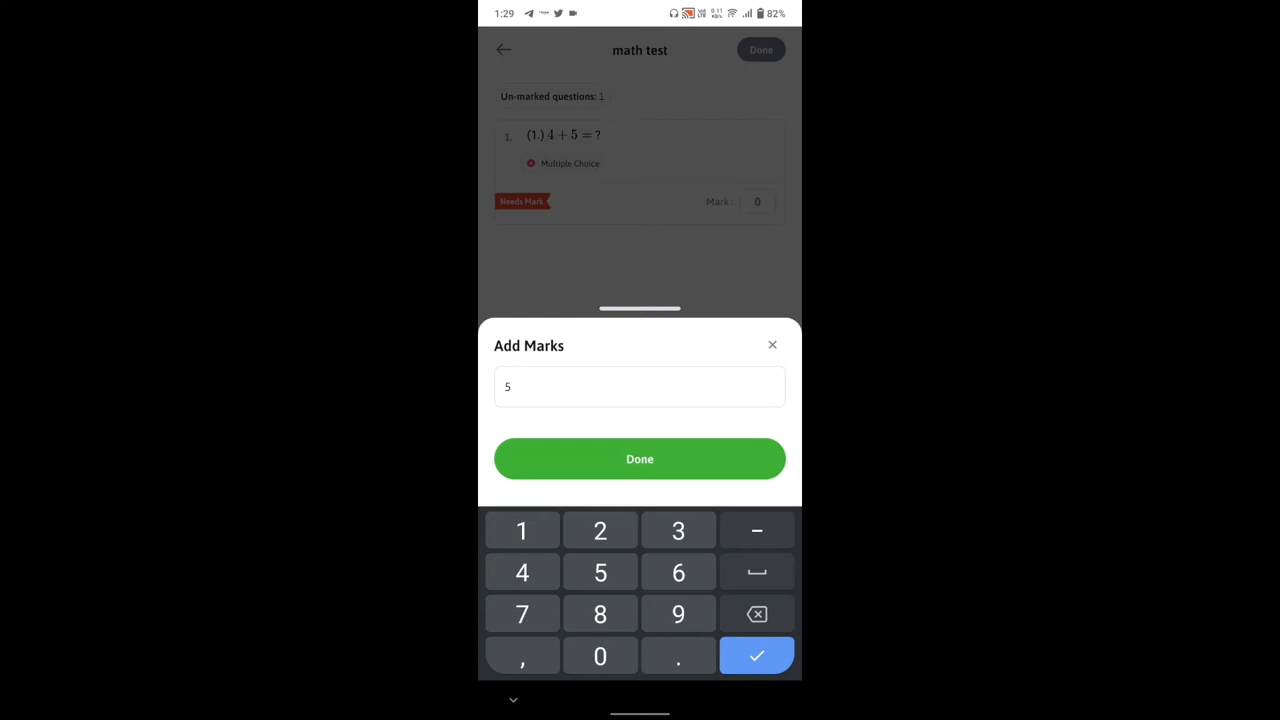 1:29
82%
math test
Done
Un-marked questions: 1
1. (1.) 4 + 5 = ?
Multiple Choice
Needs Mark
Mark : 0
Add Marks
5
Done
1 2 3 -
4 5 6
7 8 9
, 0 .